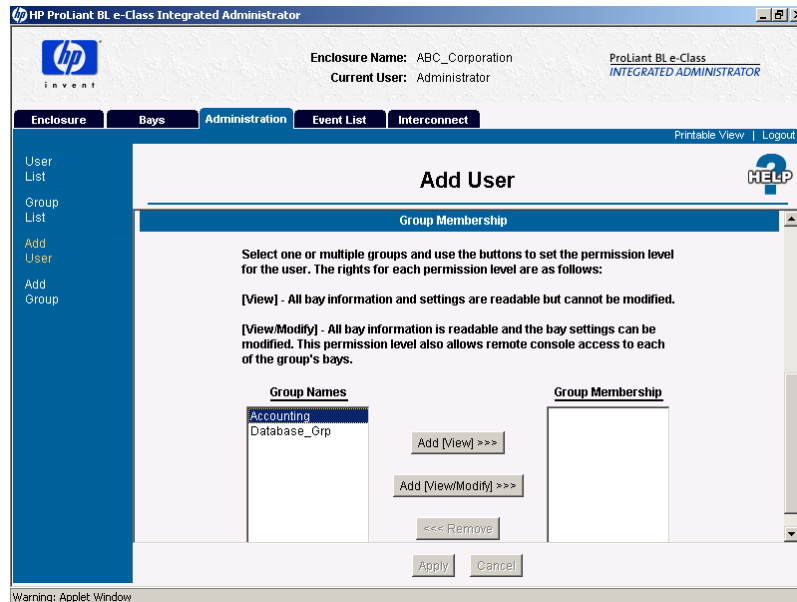 HP ProLiant BL e-Class Integrated Administrator
hp
invent
Enclosure Name: ABC_Corporation
Current User: Administrator
ProLiant BL e-Class
INTEGRATED ADMINISTRATOR
Enclosure Bays Administration Event List Interconnect
Printable View | Logout
User
List
Group
List
Add
User
Add
Group
Add User
HELP
Group Membership
Select one or multiple groups and use the buttons to set the permission level
for the user. The rights for each permission level are as follows:
[View] - All bay information and settings are readable but cannot be modified.
[View/Modify] - All bay information is readable and the bay settings can be
modified. This permission level also allows remote console access to each
of the group's bays.
Group Names
Group Membership
Accounting
Database_Grp
Add [View] >>>
Add [View/Modify] >>>
<<< Remove
Apply Cancel
Warning: Applet Window